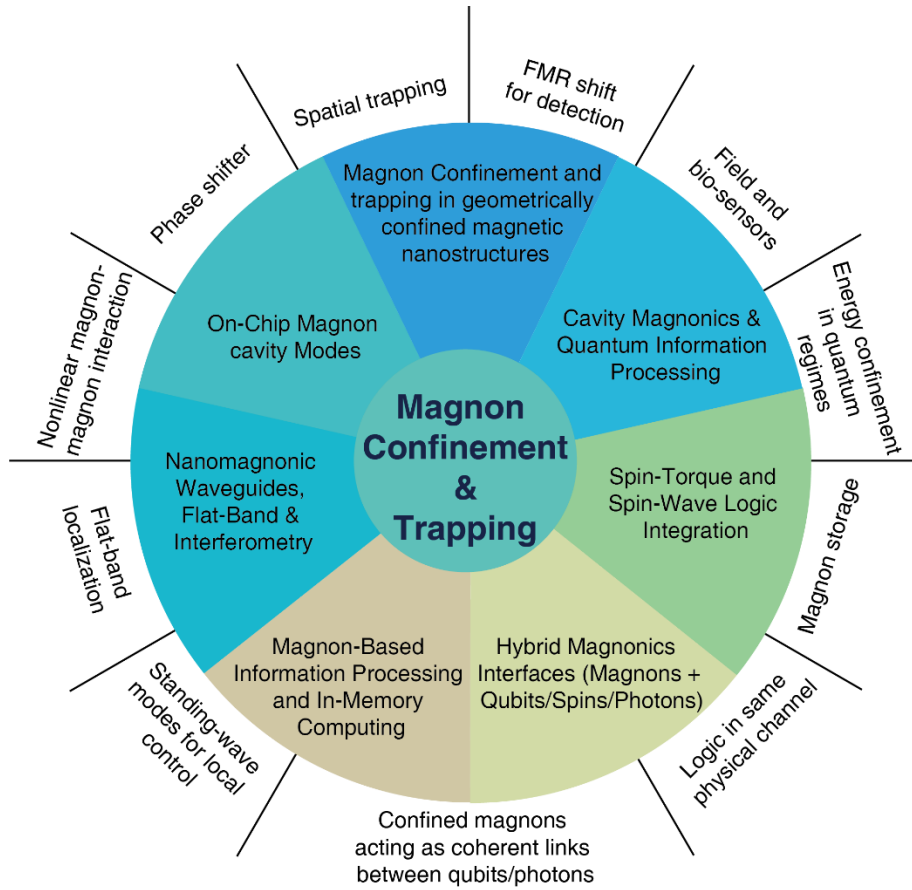 Spatial trapping
FMR shift
for detection
Field and
bio-sensors
Energy confinement
in quantum
regimes
Magnon storage
Logic in same
physical channel
Confined magnons
acting as coherent links
between qubits/photons
Standing-wave
modes for local
control
Flat-band
localization
Nonlinear magnon-
magnon interaction
Phase shifter
Magnon Confinement and
trapping in geometrically
confined magnetic
nanostructures
Cavity Magnonics &
Quantum Information
Processing
Spin-Torque and
Spin-Wave Logic
Integration
Hybrid Magnonics
Interfaces (Magnons +
Qubits/Spins/Photons)
Magnon-Based
Information Processing
and In-Memory
Computing
Nanomagnonic
Waveguides,
Flat-Band &
Interferometry
On-Chip Magnon
cavity Modes
Magnon
Confinement
&
Trapping